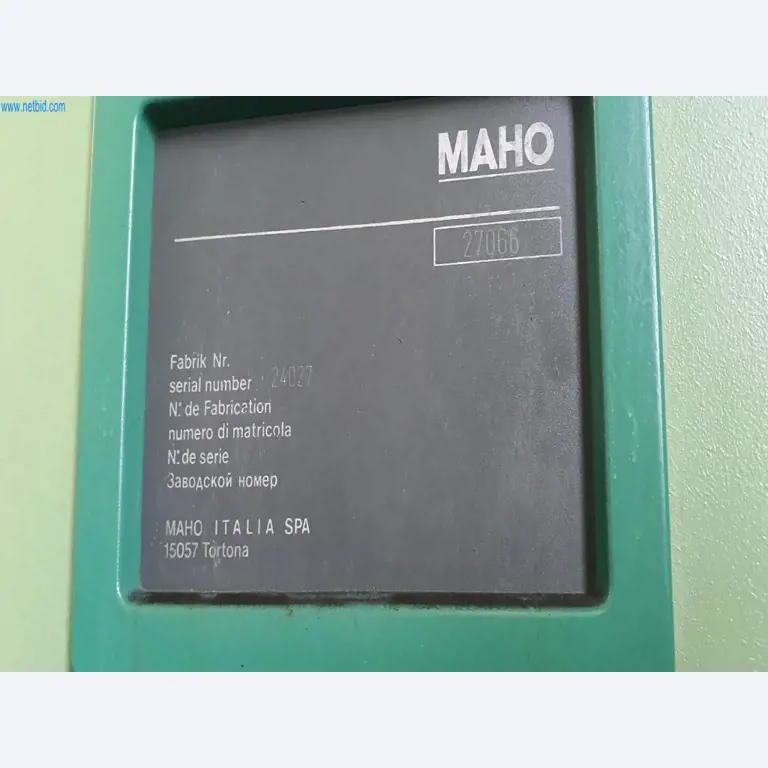 www.netbid.com
MAHO
27066
Fabrik Nr.
serial number 24027
N° de Fabrication
numero di matricola
N° de serie
Заводской номер
MAHO ITALIA SPA
15057 Tortona